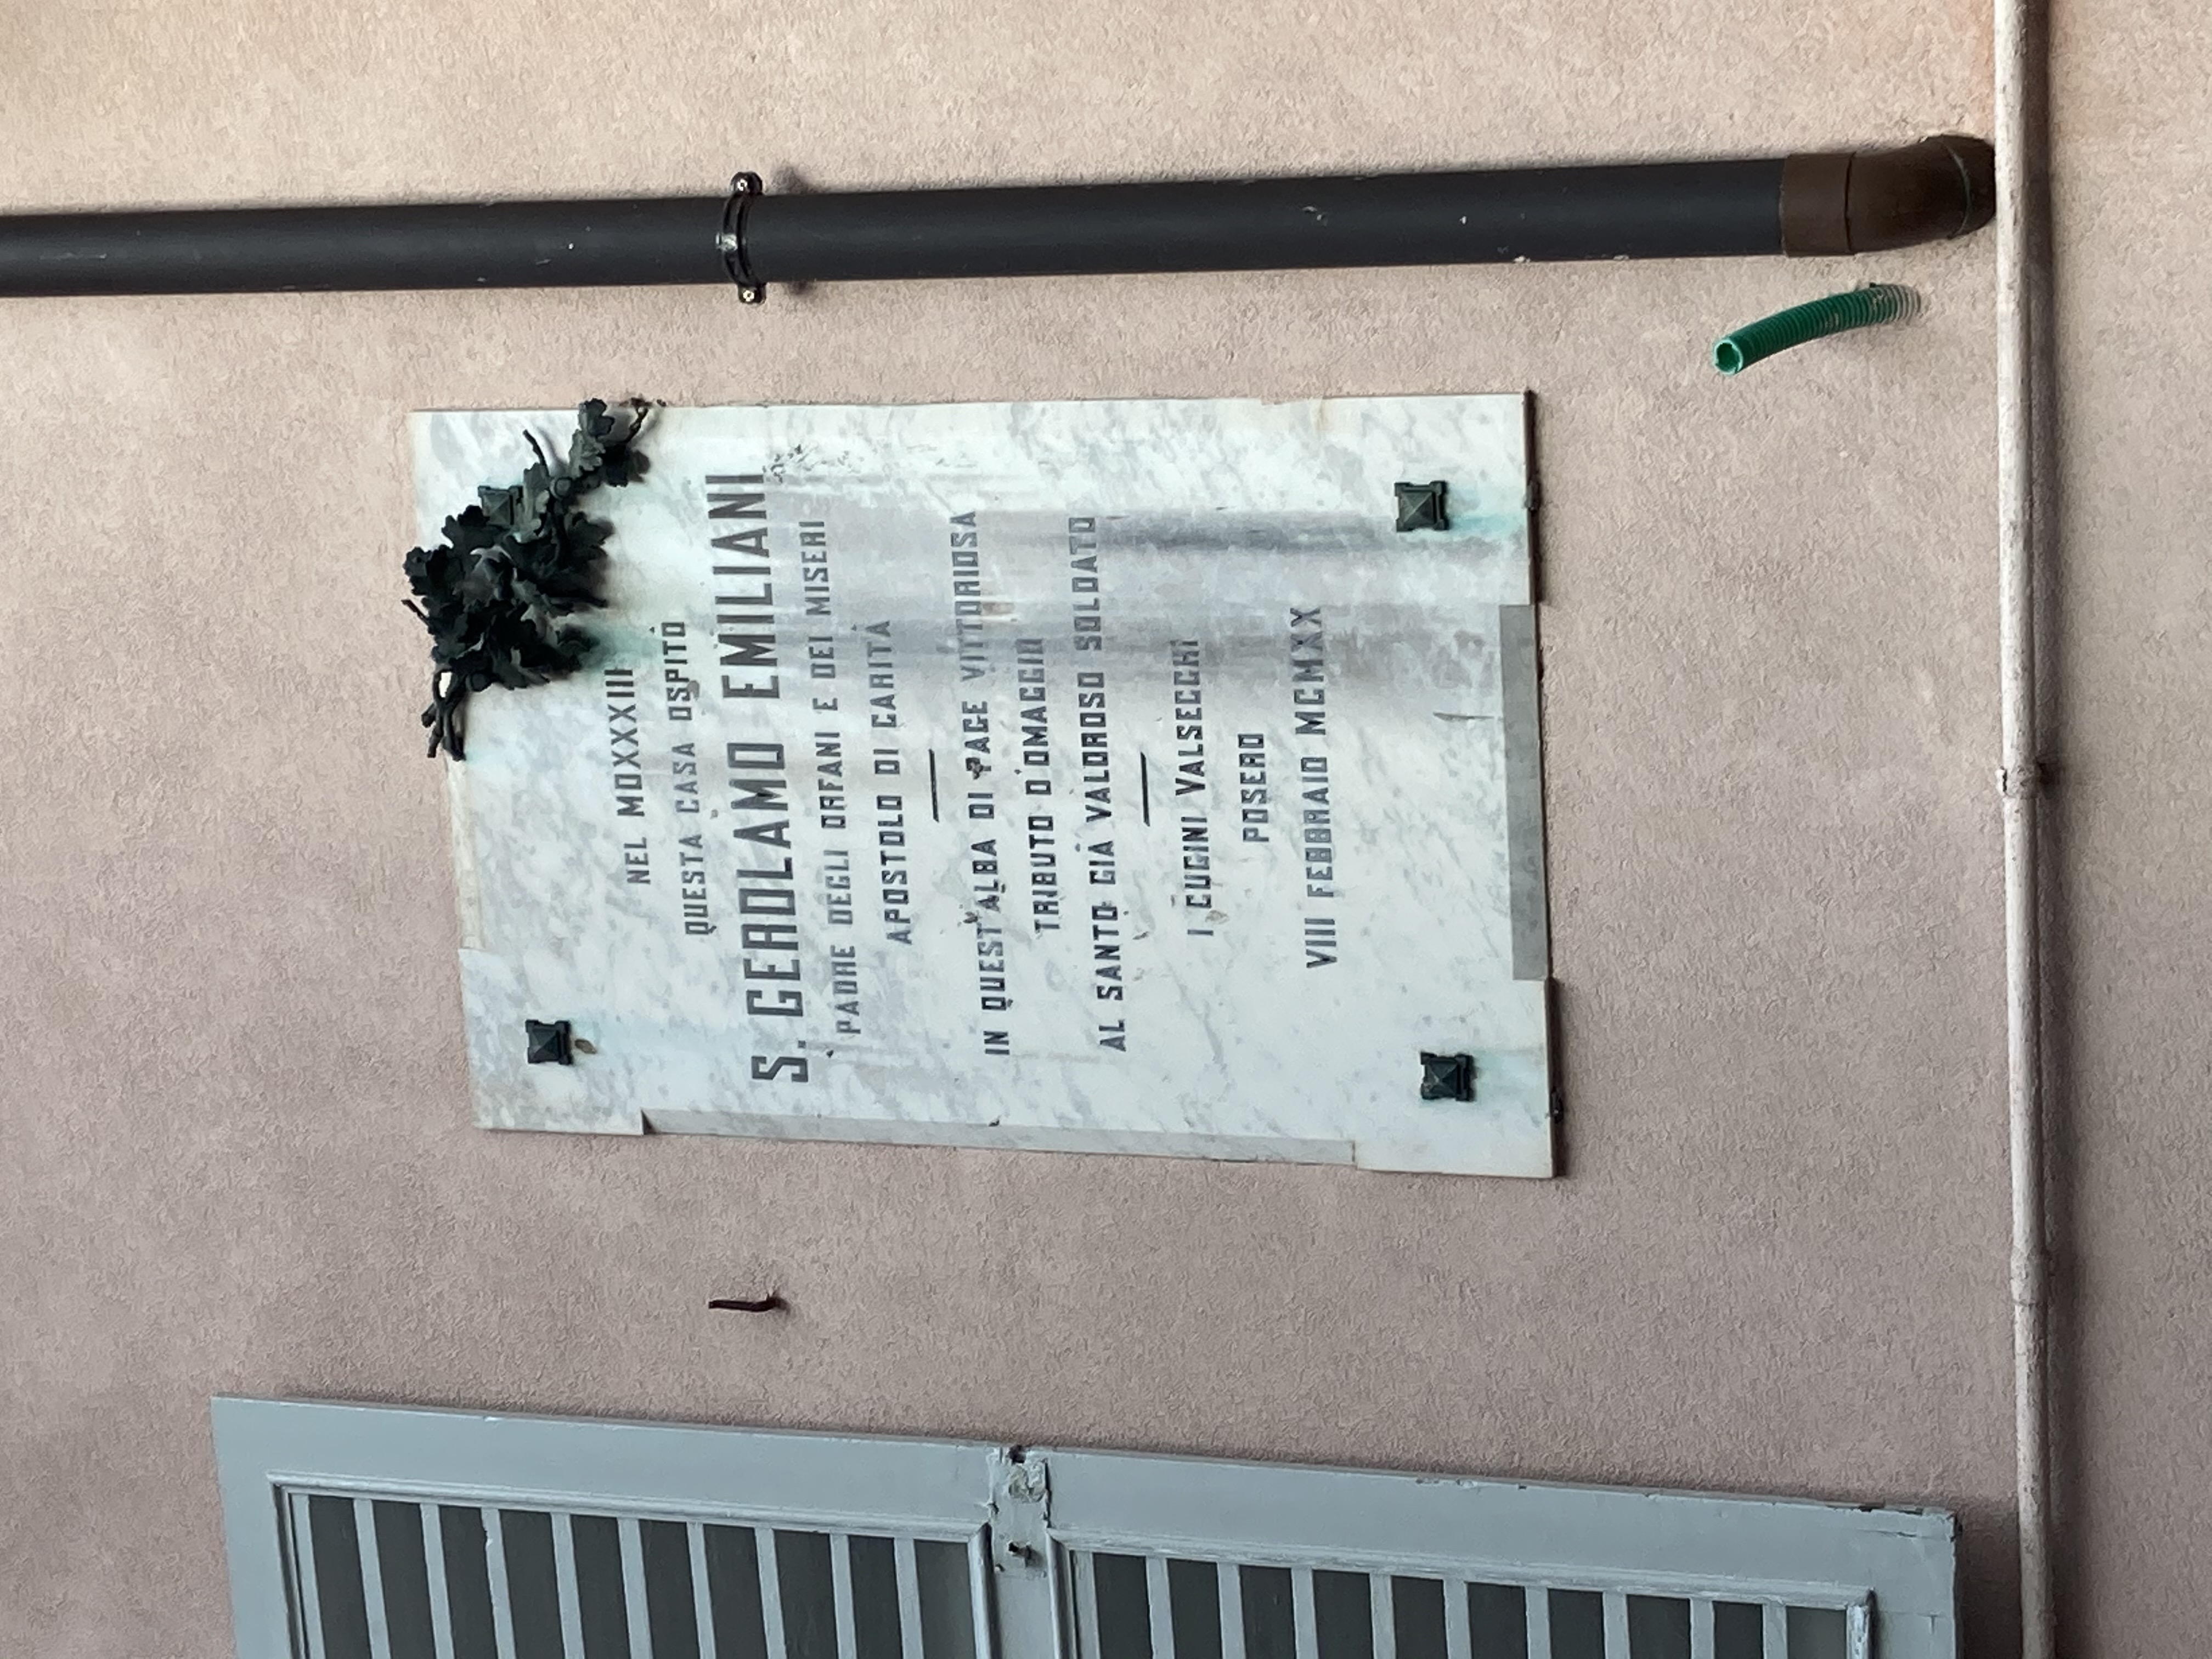 NEL MDXXXIII
QUESTA CASA OSPITÒ
S. GEROLAMO EMILIANI
PADRE DEGLI ORFANI E DEI MISERI
APOSTOLO DI CARITÀ
IN QUEST'ALBA DI PACE VITTORIOSA
TRIBUTO D'OMAGGIO
AL SANTO GIÀ VALOROSO SOLDATO
I CUGINI VALSECCHI
POSERO
VIII FEBBRAIO MCMXX